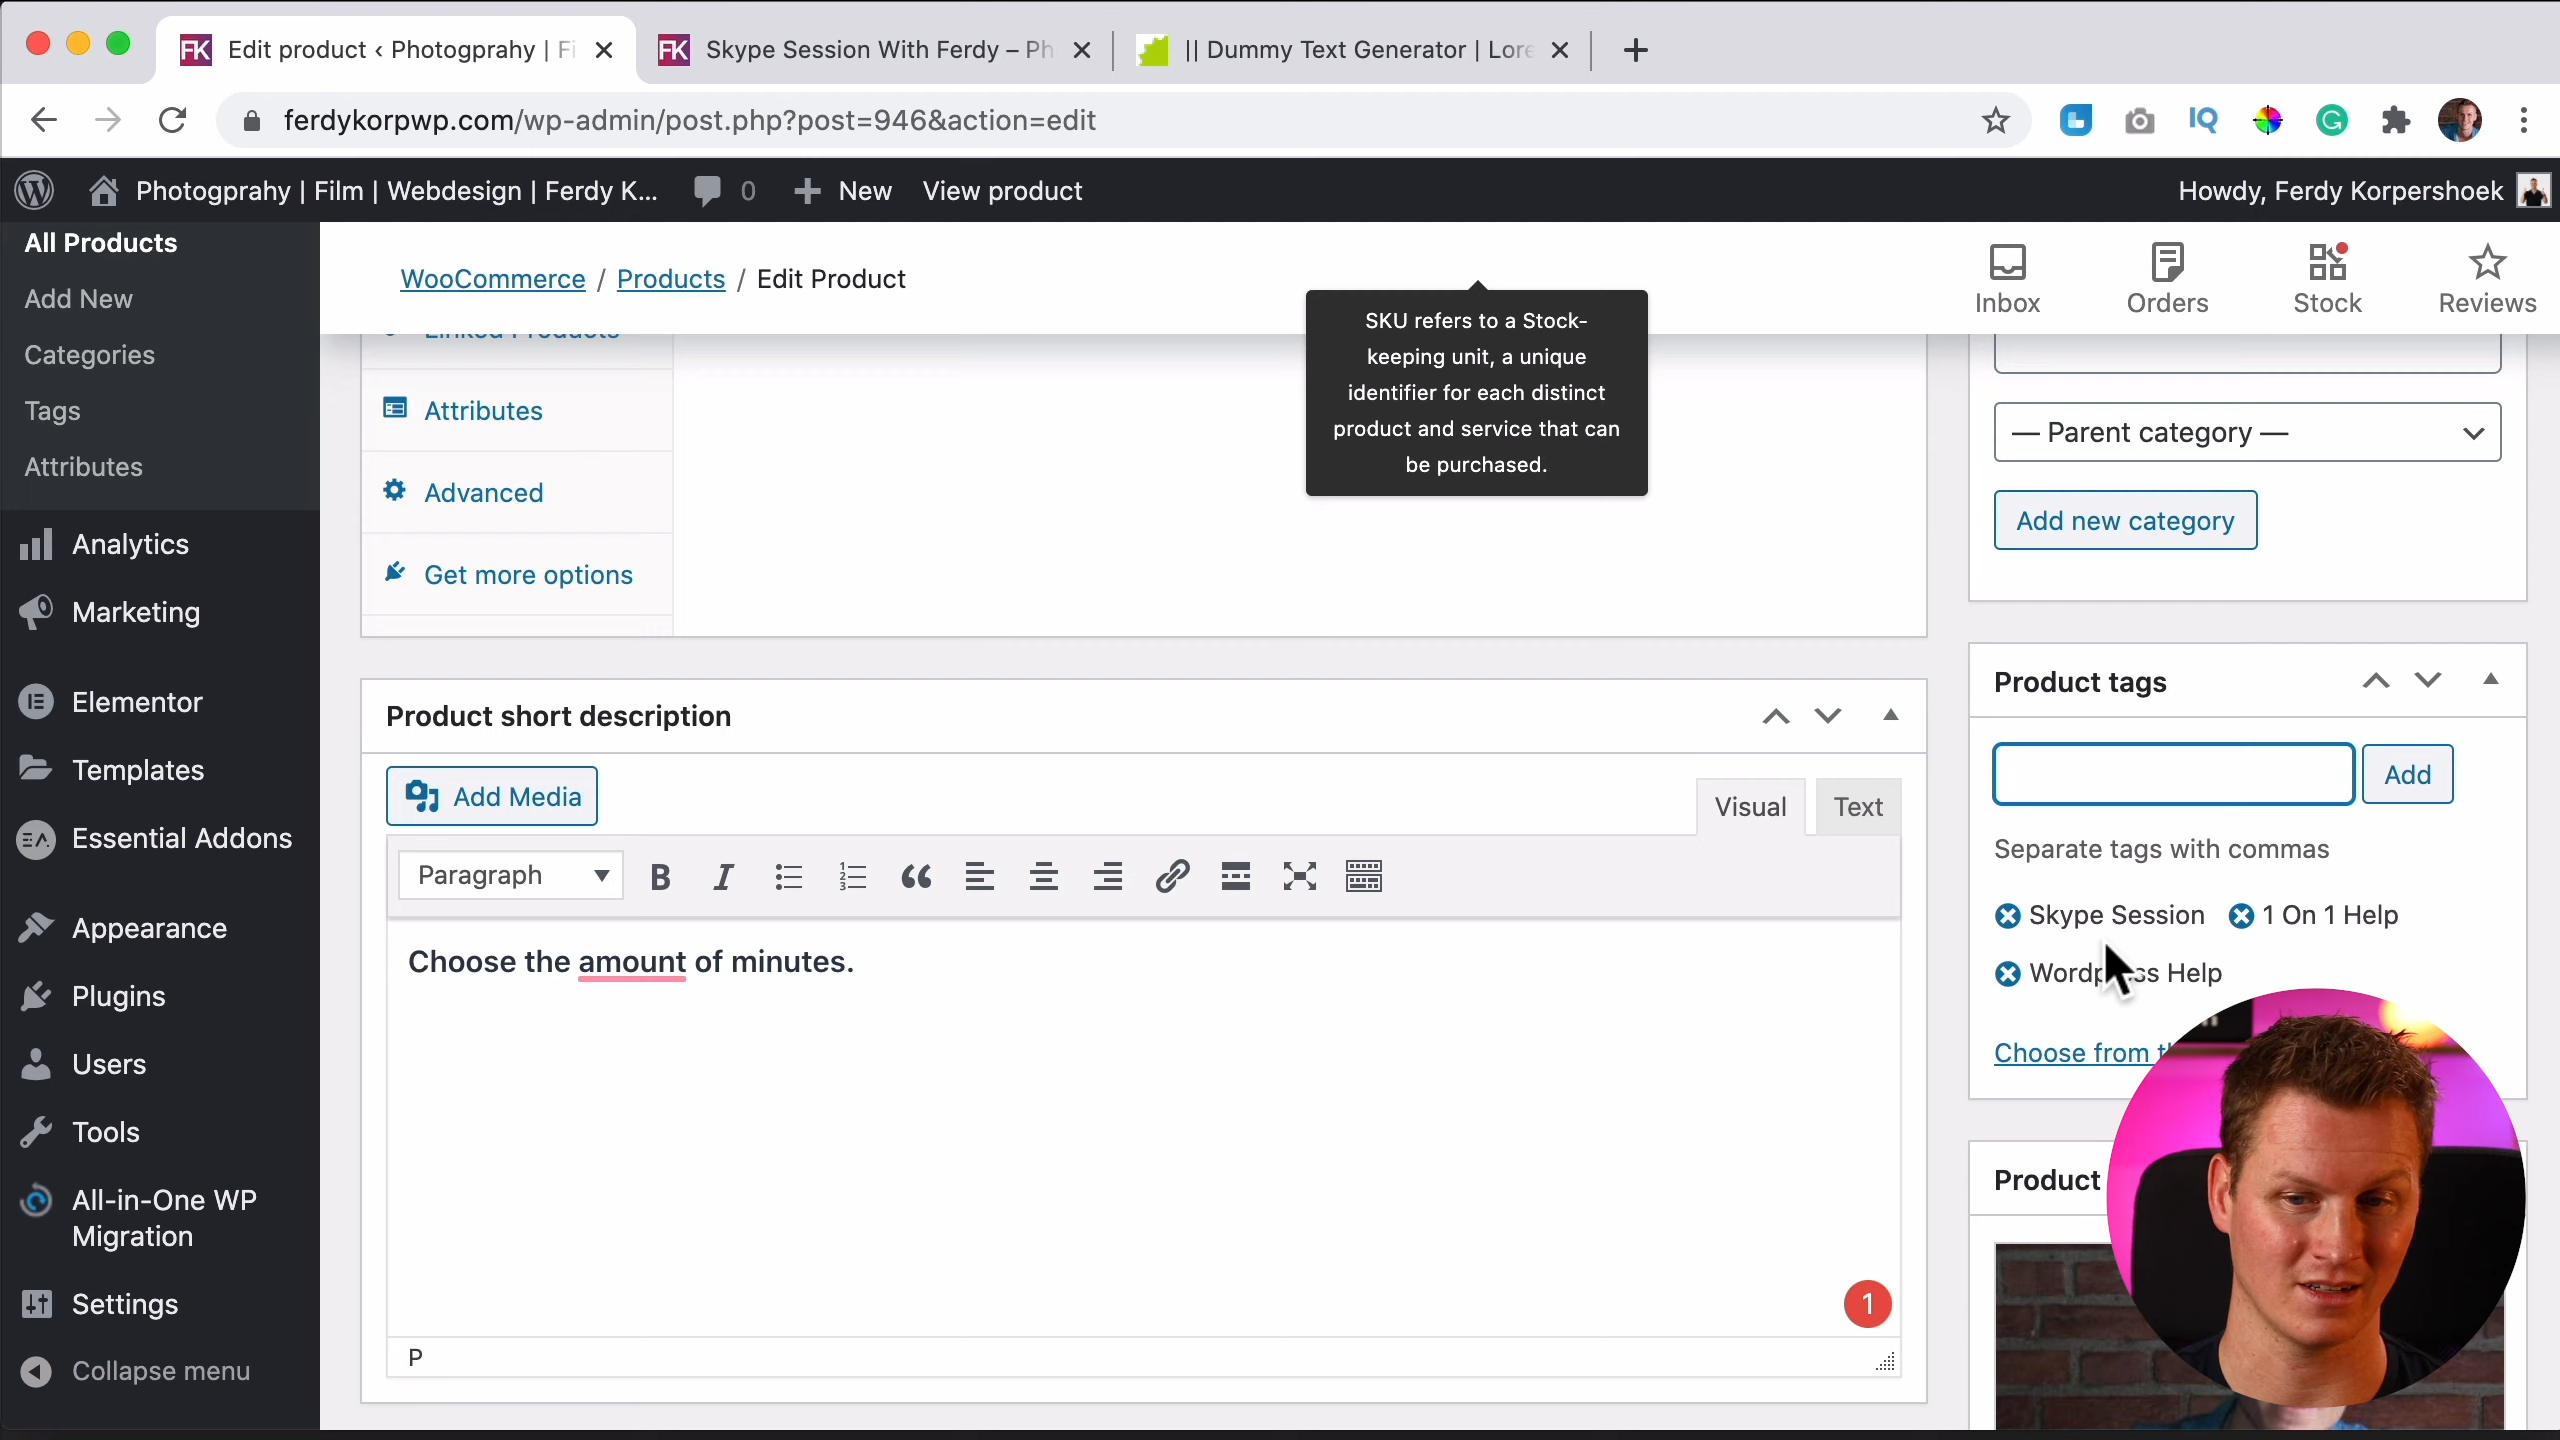 FK Edit product ‹ Photogprahy | Fi
FK Skype Session With Ferdy – Ph
|| Dummy Text Generator | Lore
ferdykorpwp.com/wp-admin/post.php?post=946&action=edit
IQ
Photogprahy | Film | Webdesign | Ferdy K...
0
New
View product
Howdy, Ferdy Korpershoek
All Products
Add New
Categories
Tags
Attributes
Analytics
Marketing
Elementor
Templates
Essential Addons
Appearance
Plugins
Users
Tools
All-in-One WP
Migration
Settings
Collapse menu
WooCommerce / Products / Edit Product
Inbox
Orders
Stock
Reviews
SKU refers to a Stock-
keeping unit, a unique
identifier for each distinct
product and service that can
be purchased.
Linked Products
Attributes
Advanced
Get more options
— Parent category —
Add new category
Product short description
Add Media
Visual
Text
Paragraph
Choose the amount of minutes.
1
P
Product tags
Add
Separate tags with commas
Skype Session
1 On 1 Help
Help
Choose from
Product